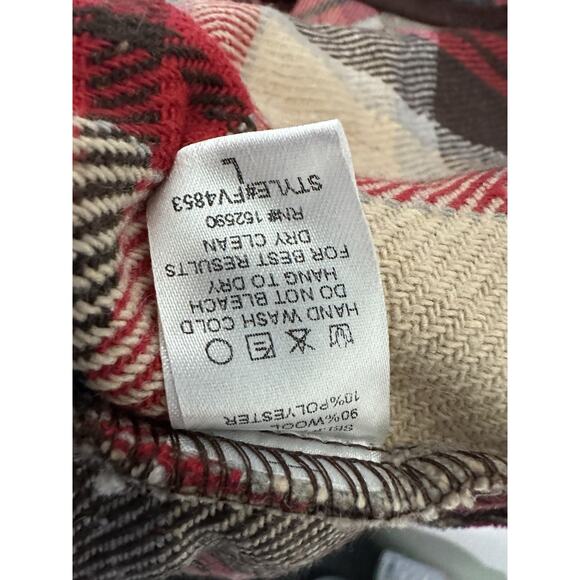 90%WOOL
10%POLYESTER
HAND WASH COLD
DO NOT BLEACH
HANG TO DRY
FOR BEST RESULTS
DRY CLEAN
RN# 152590
STYLE#FV4853
L